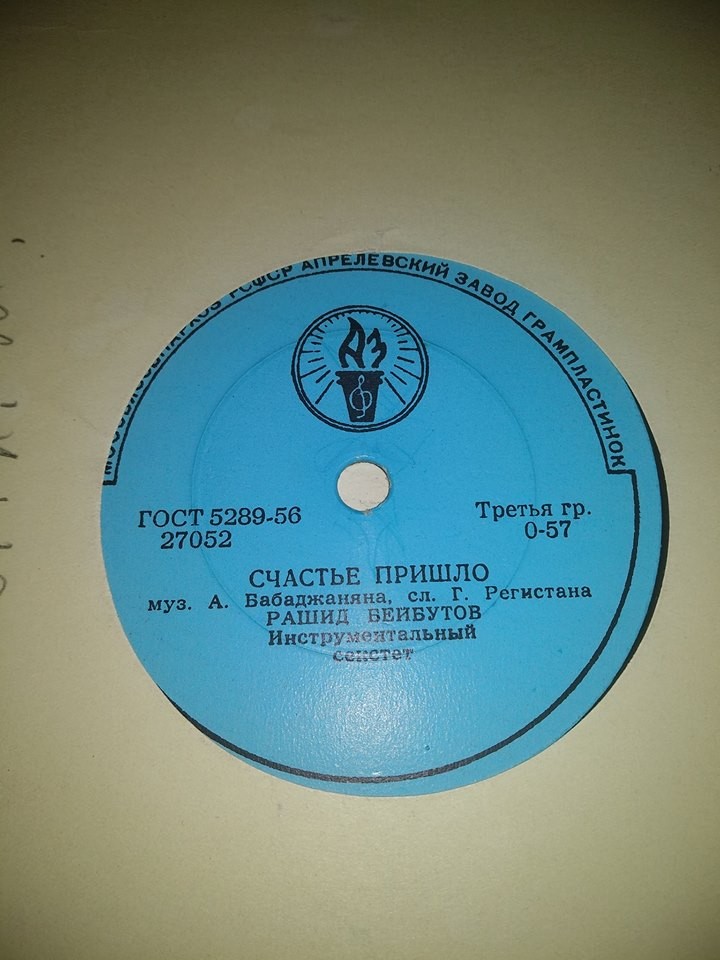 РСФСР АПРЕЛЕВСКИЙ ЗАВОД ГРАМПЛАСТИНОК
АЗ
ГОСТ 5289-56
27052
Третья гр.
0-57
СЧАСТЬЕ ПРИШЛО
муз. А. Бабаджаняна, сл. Г. Регистана
РАШИД БЕЙБУТОВ
Инструментальный
секстет